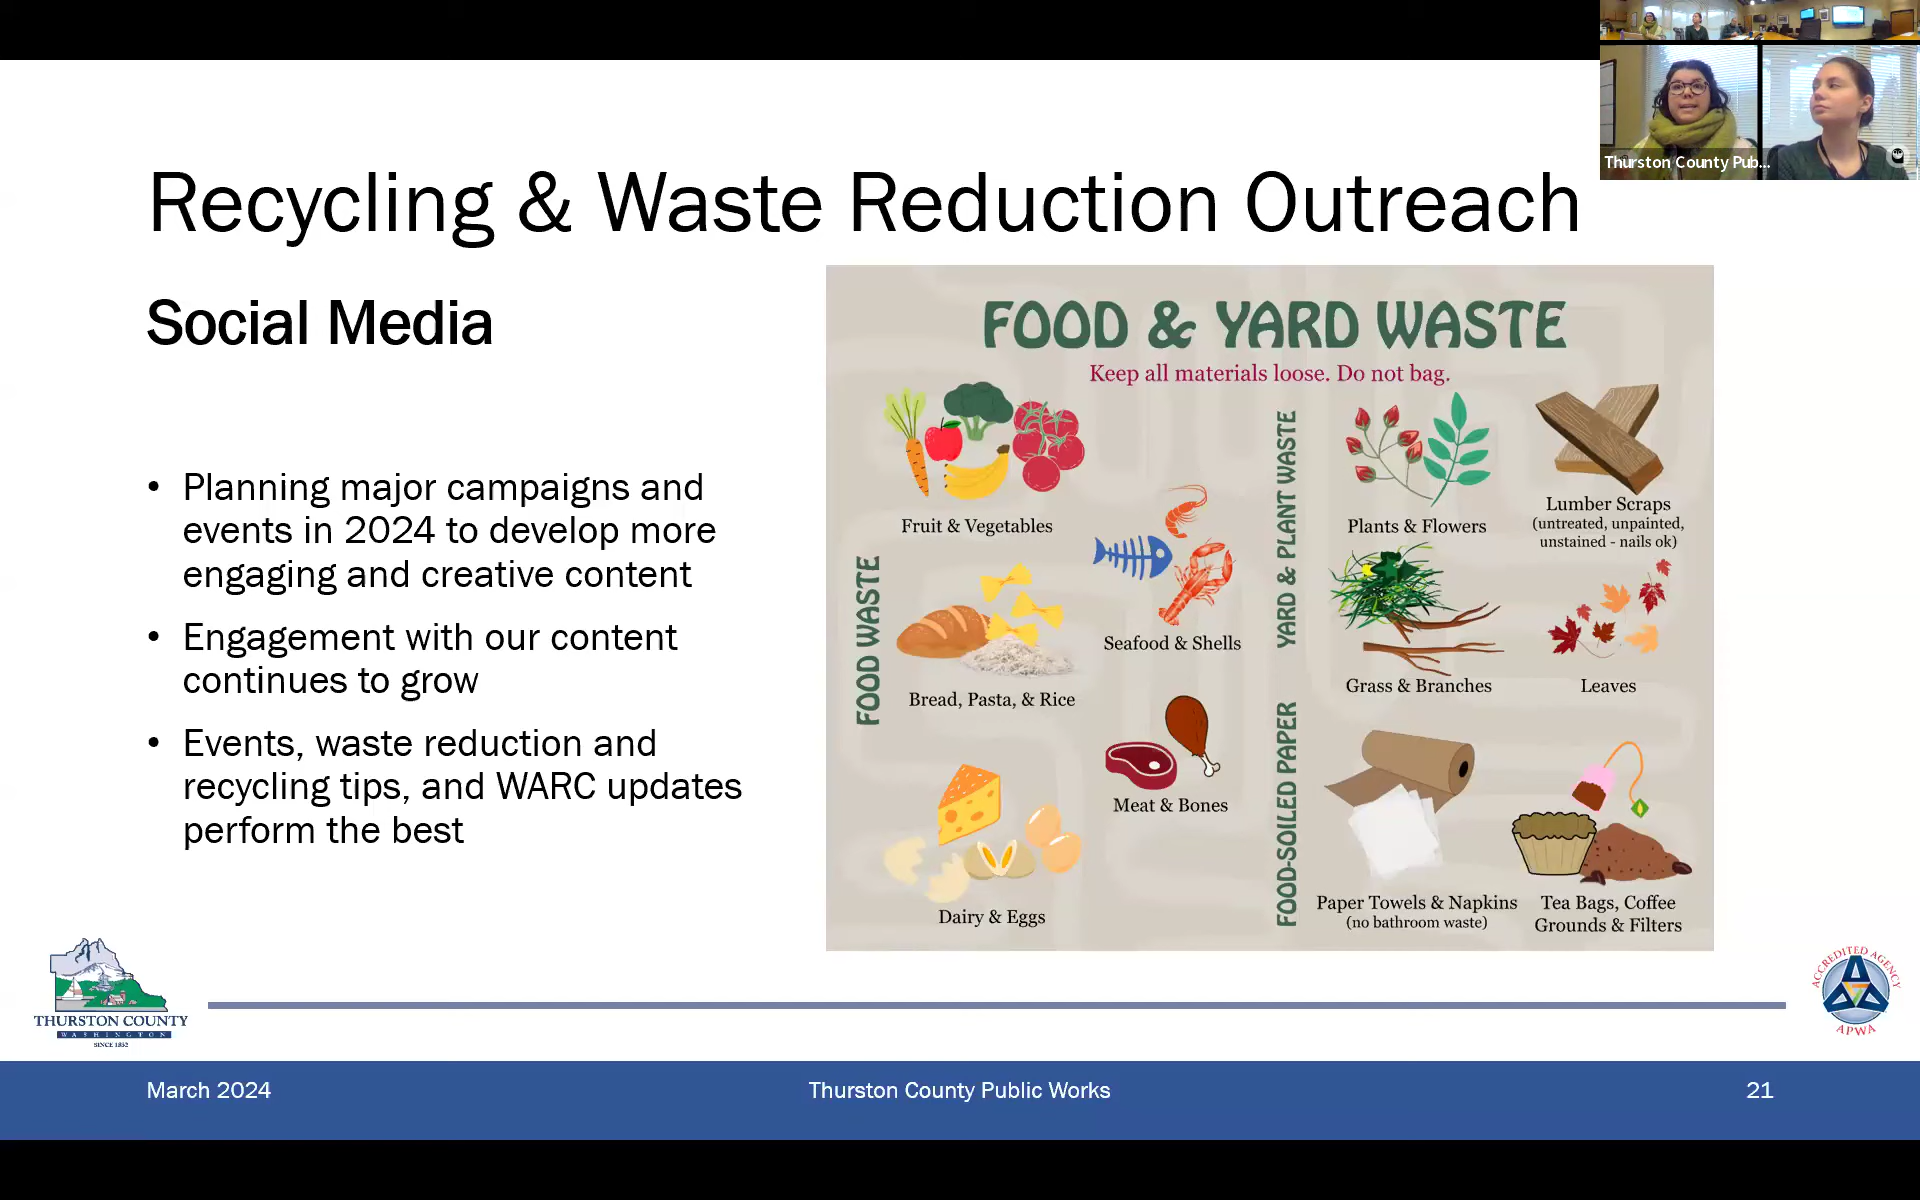 Thurston County Pub...
Recycling & Waste Reduction Outreach
Social Media
• Planning major campaigns and
events in 2024 to develop more
engaging and creative content
• Engagement with our content
continues to grow
• Events, waste reduction and
recycling tips, and WARC updates
perform the best
FOOD & YARD WASTE
Keep all materials loose. Do not bag.
FOOD WASTE
Fruit & Vegetables
Seafood & Shells
Bread, Pasta, & Rice
Meat & Bones
Dairy & Eggs
YARD & PLANT WASTE
Plants & Flowers
Lumber Scraps
(untreated, unpainted,
unstained - nails ok)
Grass & Branches
Leaves
FOOD-SOILED PAPER
Paper Towels & Napkins
(no bathroom waste)
Tea Bags, Coffee
Grounds & Filters
THURSTON COUNTY
WASHINGTON
SINCE 1852
ACCREDITED AGENCY
APWA
March 2024
Thurston County Public Works
21